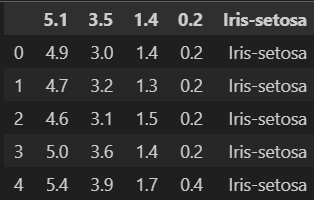 5.1 3.5 1.4 0.2 Iris-setosa
0 4.9 3.0 1.4 0.2 Iris-setosa
1 4.7 3.2 1.3 0.2 Iris-setosa
2 4.6 3.1 1.5 0.2 Iris-setosa
3 5.0 3.6 1.4 0.2 Iris-setosa
4 5.4 3.9 1.7 0.4 Iris-setosa